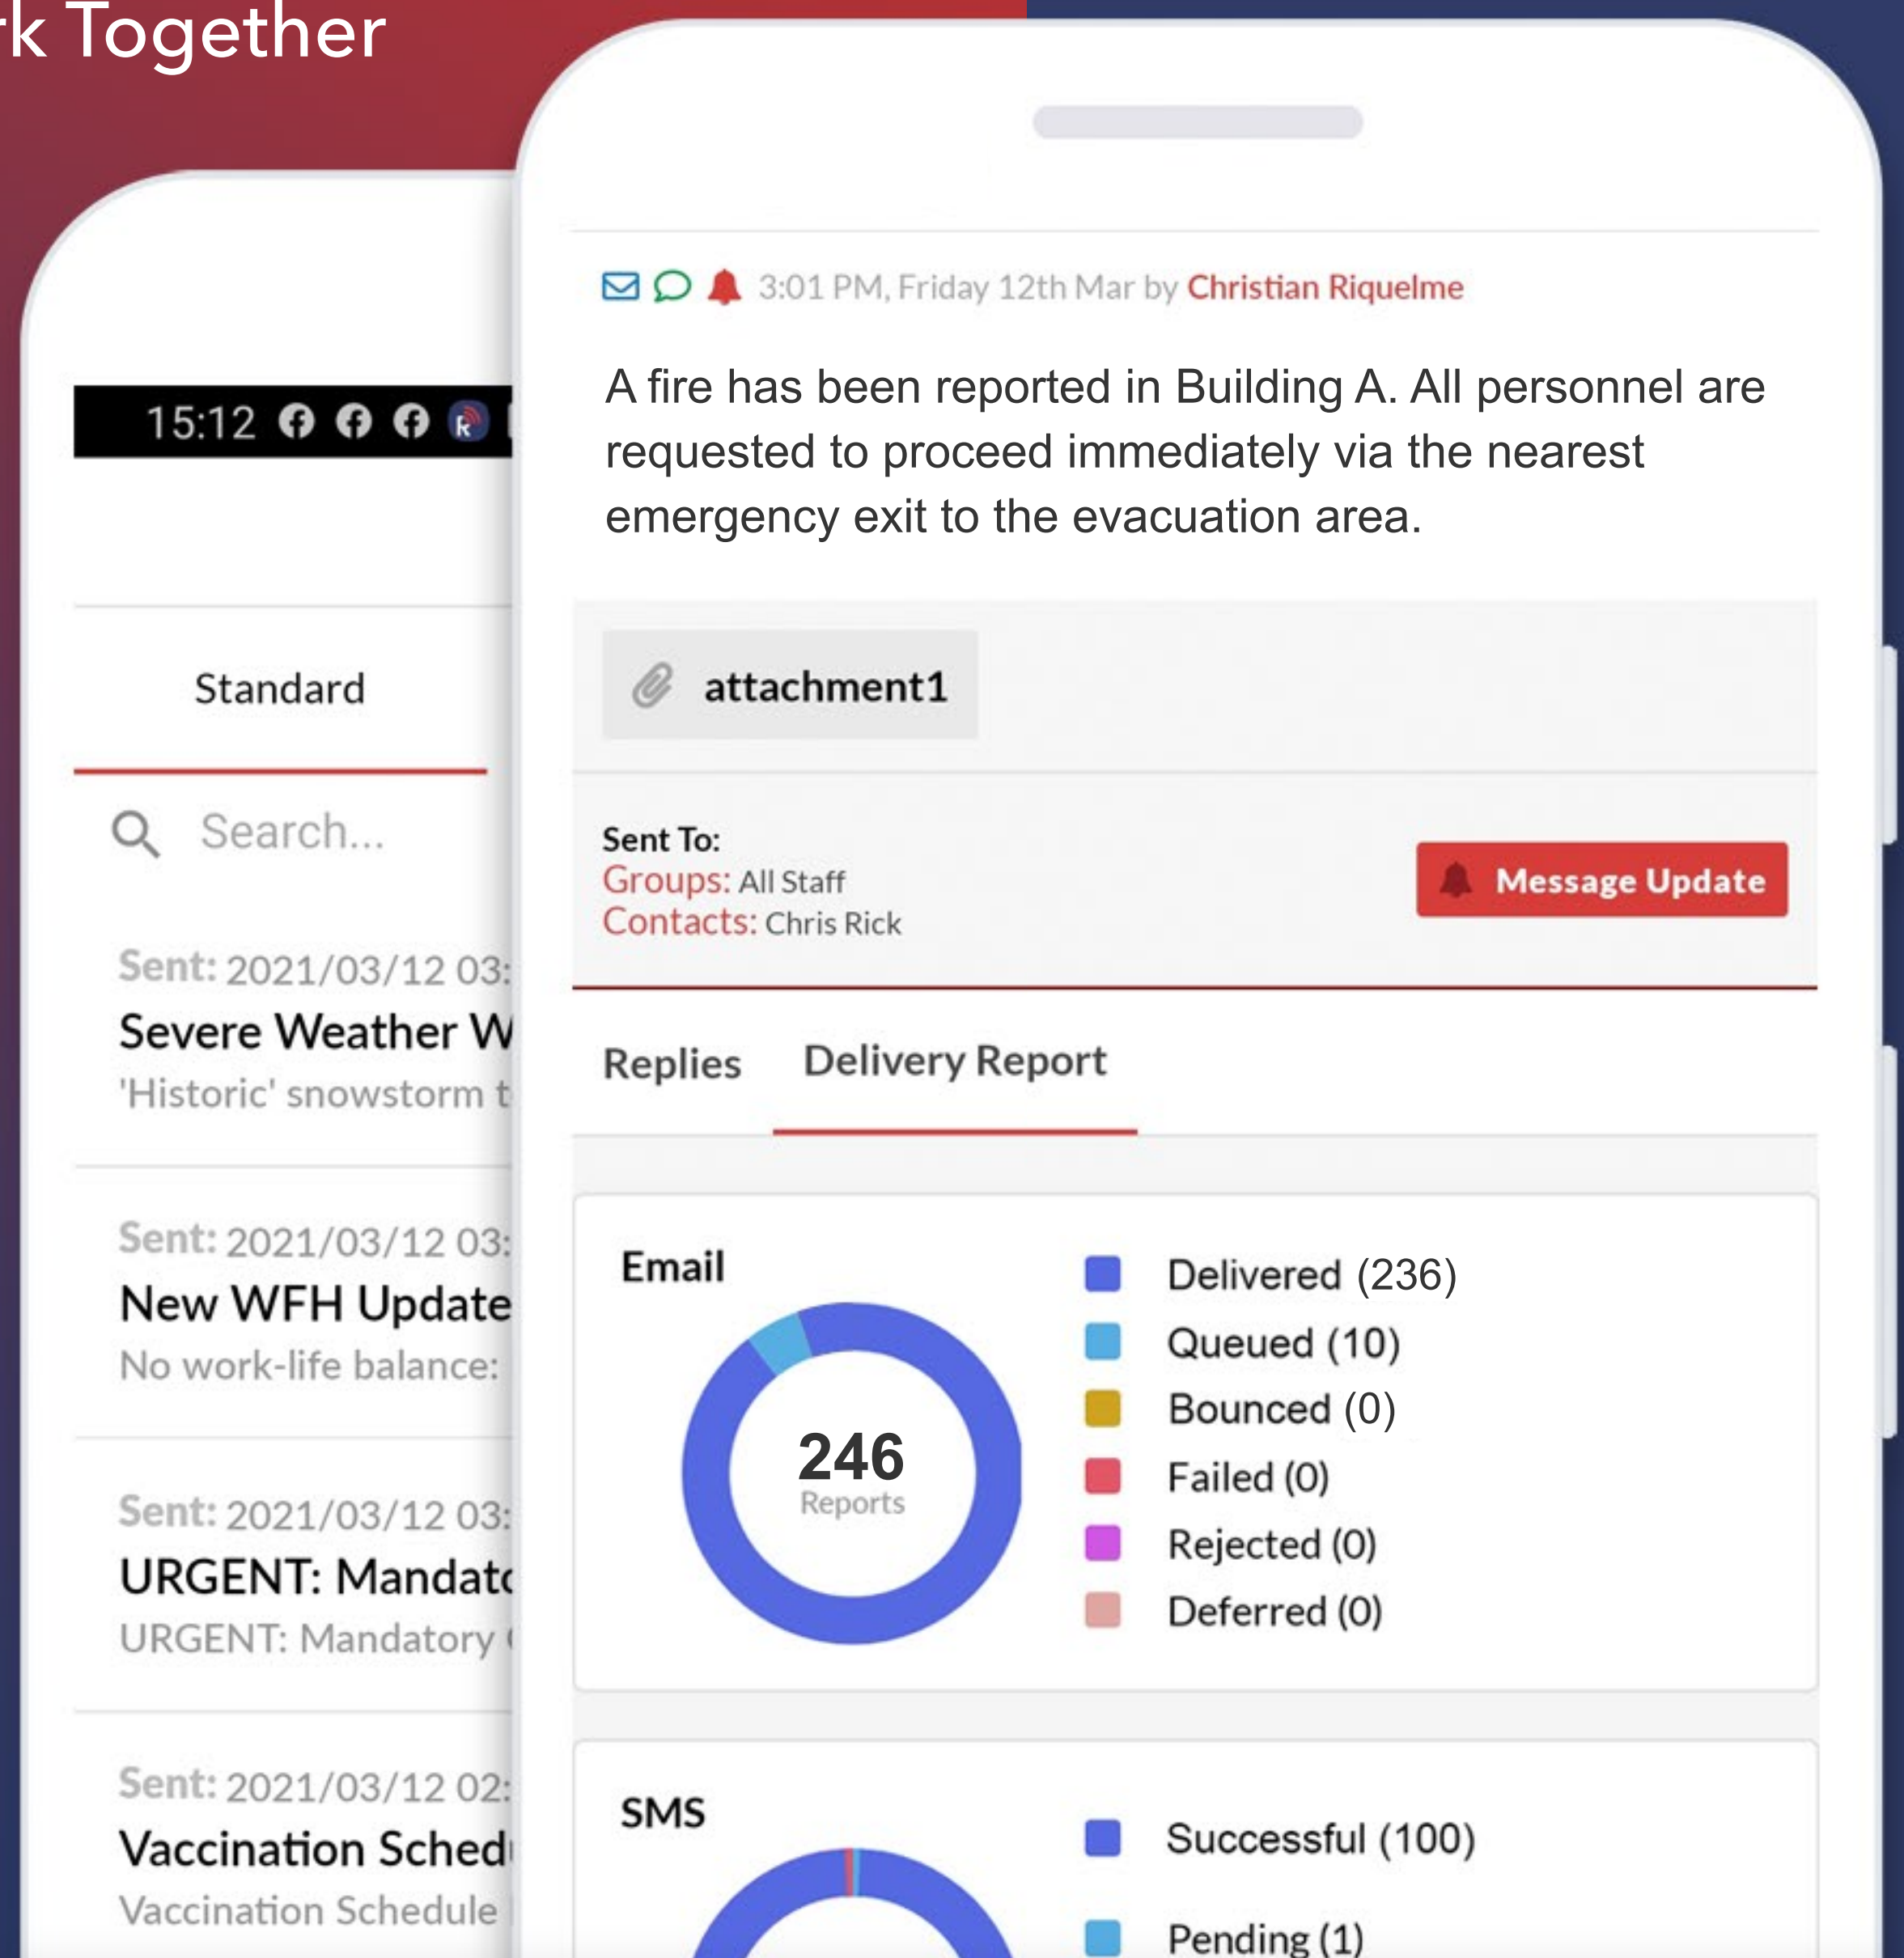 Together
15:12
Standard
Search...
Sent: 2021/03/12 03:
Severe Weather
'Historic' snowstorm
Sent: 2021/03/12 03:
New WFH Update
No work-life balance:
Sent: 2021/03/12 03:
URGENT:
URGENT: Mandatory
Sent: 2021/03/12 02:
Vaccination
Vaccination Schedule
3:01 PM, Friday 12th Mar by Christian Riquelme
A fire has been reported in Building A. All personnel are
requested to proceed immediately via the nearest
emergency exit to the evacuation area.
attachment1
Sent To:
Groups: All Staff
Contacts: Chris Rick
Message Update
Replies
Delivery Report
Email
246
Reports
Delivered (236)
Queued (10)
Bounced (0)
Failed (0)
Rejected (0)
Deferred (0)
SMS
Successful (100)
Pending (1)